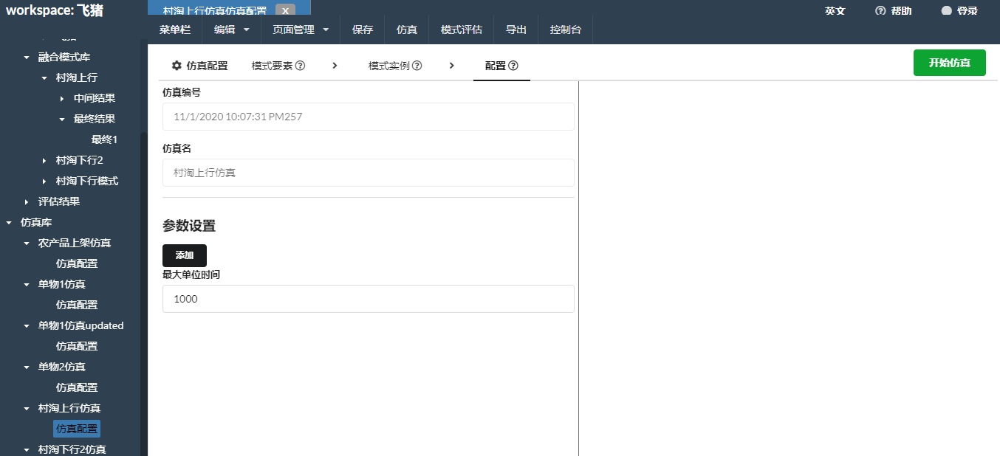 workspace: 飞猪
村淘上行仿真仿真配置 x
英文 帮助 登录
菜单栏 编辑 页面管理 保存 仿真 模式评估 导出 控制台
融合模式库
村淘上行
中间结果
最终结果
最终1
村淘下行2
村淘下行模式
评估结果
仿真库
农产品上架仿真
仿真配置
单物1仿真
仿真配置
单物1仿真updated
仿真配置
单物2仿真
仿真配置
村淘上行仿真
仿真配置
村淘下行2仿真
仿真配置 模式要素 模式实例 配置 开始仿真
仿真编号
11/1/2020 10:07:31 PM257
仿真名
村淘上行仿真
参数设置
添加
最大单位时间
1000